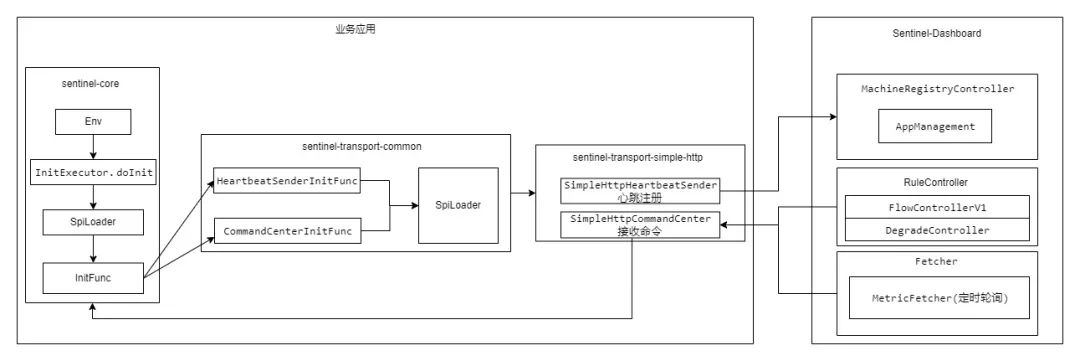 业务应用
sentinel-core
Env
InitExecutor.doInit
SpiLoader
InitFunc
sentinel-transport-common
HeartbeatSenderInitFunc
CommandCenterInitFunc
SpiLoader
sentinel-transport-simple-http
SimpleHttpHeartbeatSender
心跳注册
SimpleHttpCommandCenter
接收命令
Sentinel-Dashboard
MachineRegistryController
AppManagement
RuleController
FlowControllerV1
DegradeController
Fetcher
MetricFetcher(定时轮询)